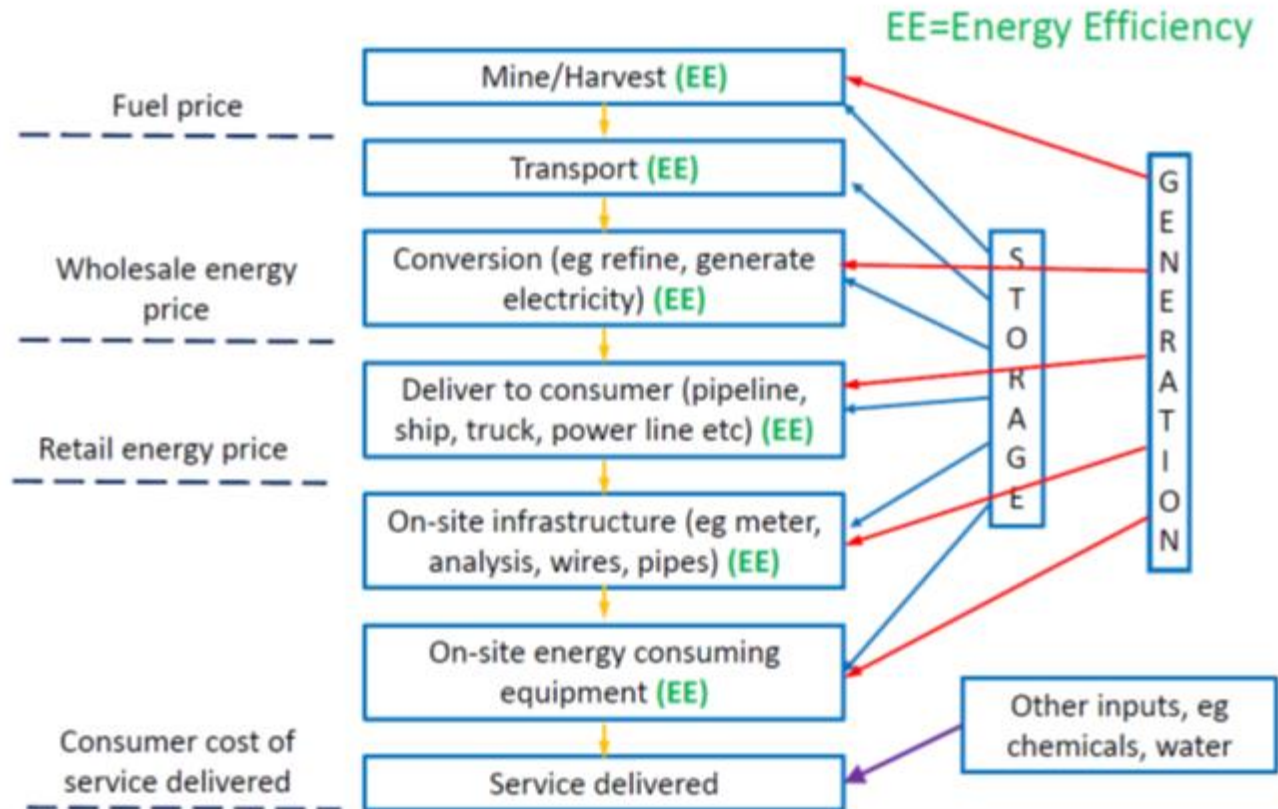 EE=Energy Efficiency
Mine/Harvest (EE)
Fuel price
Transport (EE)
Wholesale energy
price
Conversion (eg refine, generate
electricity) (EE)
Retail energy price
Deliver to consumer (pipeline,
ship, truck, power line etc) (EE)
On-site infrastructure (eg meter,
analysis, wires, pipes) (EE)
On-site energy consuming
equipment (EE)
Consumer cost of
service delivered
Service delivered
STORAGE
GENERATION
Other inputs, eg
chemicals, water